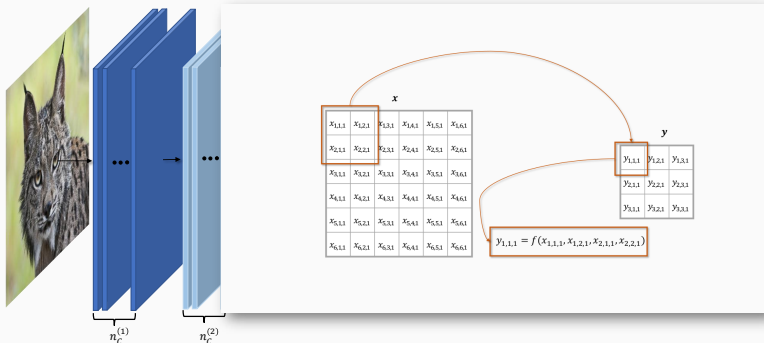 x
x1,1,1 x1,2,1 x1,3,1 x1,4,1 x1,5,1 x1,6,1
x2,1,1 x2,2,1 x2,3,1 x2,4,1 x2,5,1 x2,6,1
x3,1,1 x3,2,1 x3,3,1 x3,4,1 x3,5,1 x3,6,1
x4,1,1 x4,2,1 x4,3,1 x4,4,1 x4,5,1 x4,6,1
x5,1,1 x5,2,1 x5,3,1 x5,4,1 x5,5,1 x5,6,1
x6,1,1 x6,2,1 x6,3,1 x6,4,1 x6,5,1 x6,6,1
y
y1,1,1 y1,2,1 y1,3,1
y2,1,1 y2,2,1 y2,3,1
y3,1,1 y3,2,1 y3,3,1
y1,1,1 = f(x1,1,1, x1,2,1, x2,1,1, x2,2,1)
nC(1) nC(2)